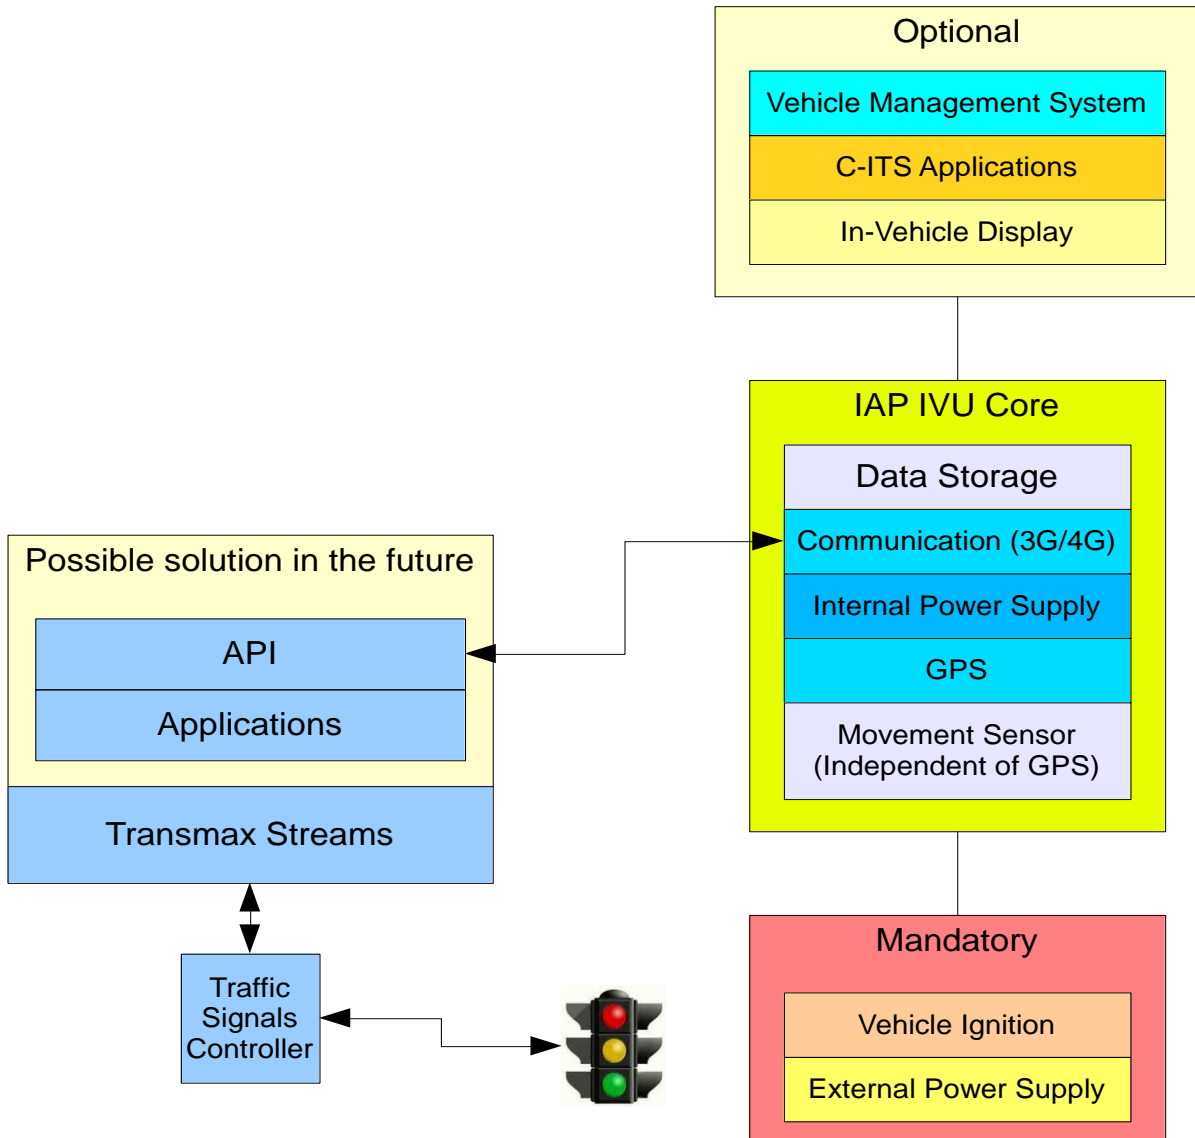 Optional
Vehicle Management System
C-ITS Applications
In-Vehicle Display
IAP IVU Core
Data Storage
Communication (3G/4G)
Internal Power Supply
GPS
Movement Sensor
(Independent of GPS)
Possible solution in the future
API
Applications
Transmax Streams
Traffic
Signals
Controller
Mandatory
Vehicle Ignition
External Power Supply